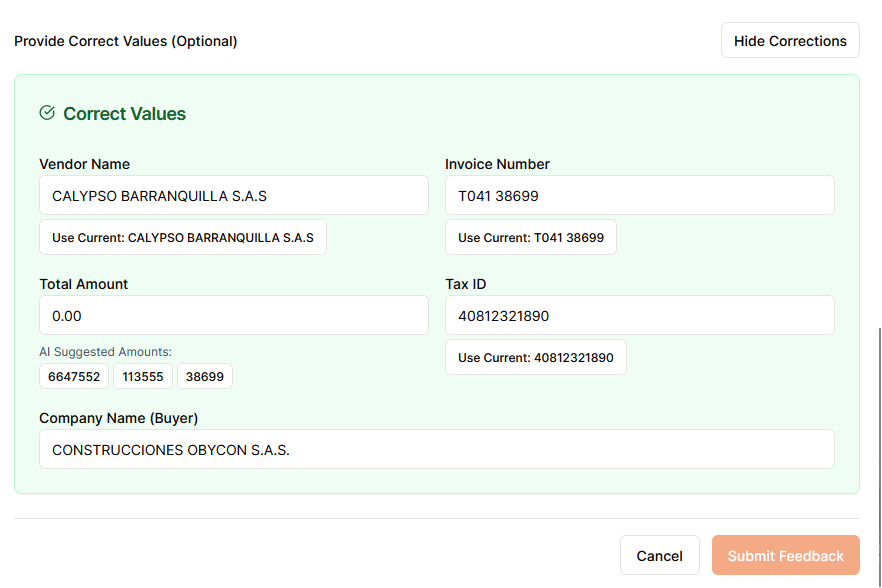 Provide Correct Values (Optional)
Hide Corrections
Correct Values
Vendor Name
CALYPSO BARRANQUILLA S.A.S
Use Current: CALYPSO BARRANQUILLA S.A.S
Invoice Number
T041 38699
Use Current: T041 38699
Total Amount
0.00
AI Suggested Amounts:
6647552 113555 38699
Tax ID
40812321890
Use Current: 40812321890
Company Name (Buyer)
CONSTRUCCIONES OBYCON S.A.S.
Cancel
Submit Feedback